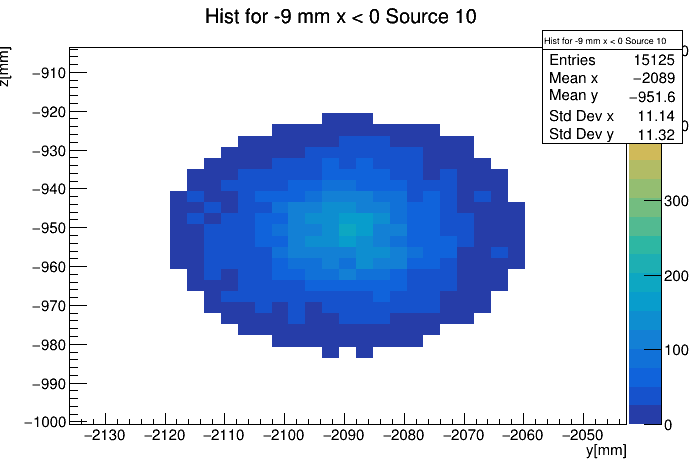 Hist for -9 mm x < 0 Source 10
Hist for -9 mm x < 0 Source 10
Entries 15125
Mean x −2089
Mean y −951.6
Std Dev x 11.14
Std Dev y 11.32
z[mm]
−910
−920
−930
−940
−950
−960
−970
−980
−990
−1000
−2130
−2120
−2110
−2100
−2090
−2080
−2070
−2060
−2050
y[mm]
300
200
100
0